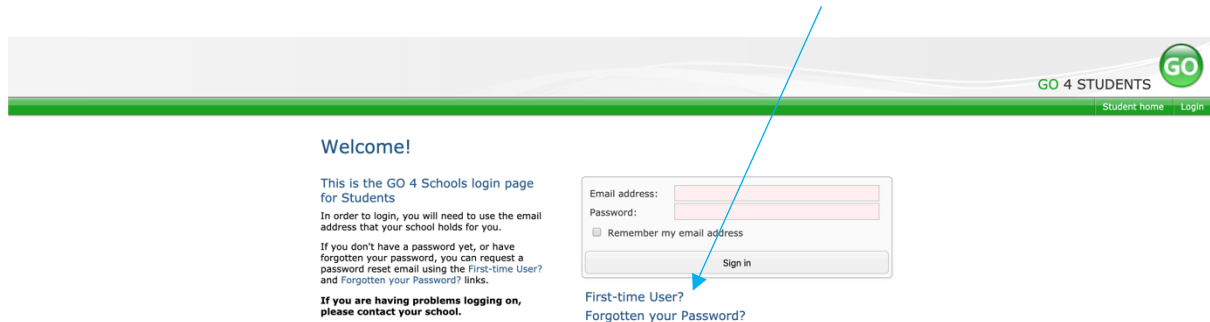 GO
GO 4 STUDENTS
Student home Login
Welcome!
This is the GO 4 Schools login page
for Students
In order to login, you will need to use the email
address that your school holds for you.
If you don't have a password yet, or have
forgotten your password, you can request a
password reset email using the First-time User?
and Forgotten your Password? links.
If you are having problems logging on,
please contact your school.
Email address:
Password:
Remember my email address
Sign in
First-time User?
Forgotten your Password?